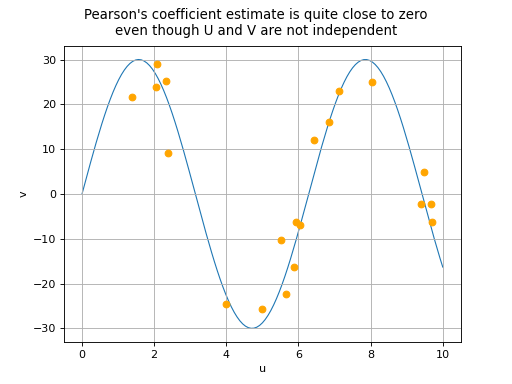 Pearson's coefficient estimate is quite close to zero
even though U and V are not independent
30
20
10
0
−10
−20
−30
v
0 2 4 6 8 10
u